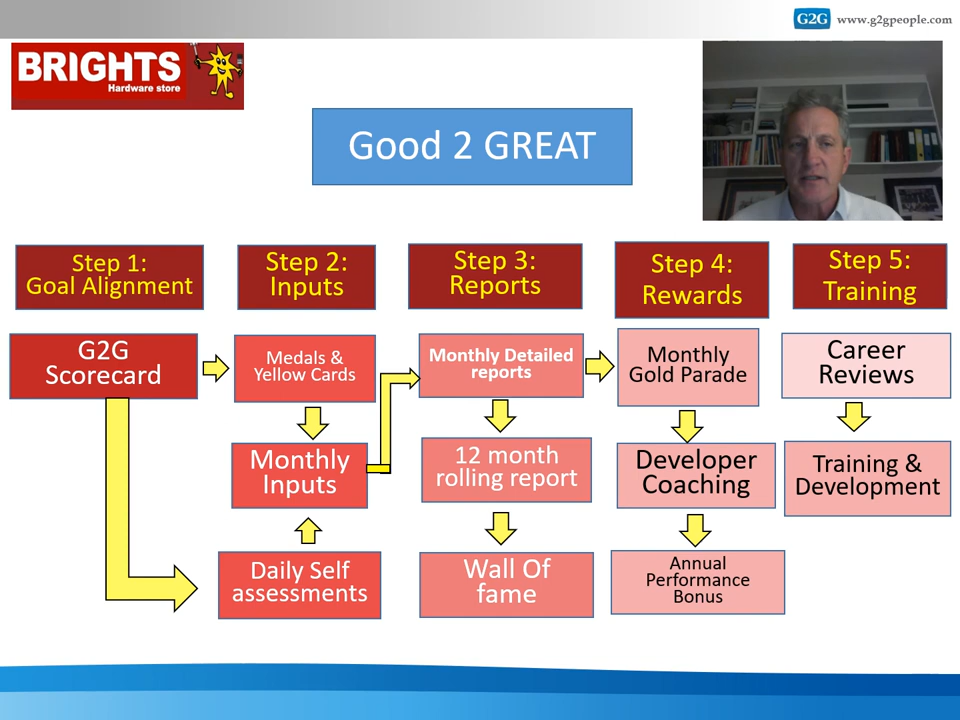 G2G www.g2gpeople.com
BRIGHTS
Hardware store
Good 2 GREAT
Step 1:
Goal Alignment
Step 2:
Inputs
Step 3:
Reports
Step 4:
Rewards
Step 5:
Training
G2G
Scorecard
Medals &
Yellow Cards
Monthly Detailed
reports
Monthly
Gold Parade
Career
Reviews
Monthly
Inputs
12 month
rolling report
Developer
Coaching
Training &
Development
Daily Self
assessments
Wall Of
fame
Annual
Performance
Bonus